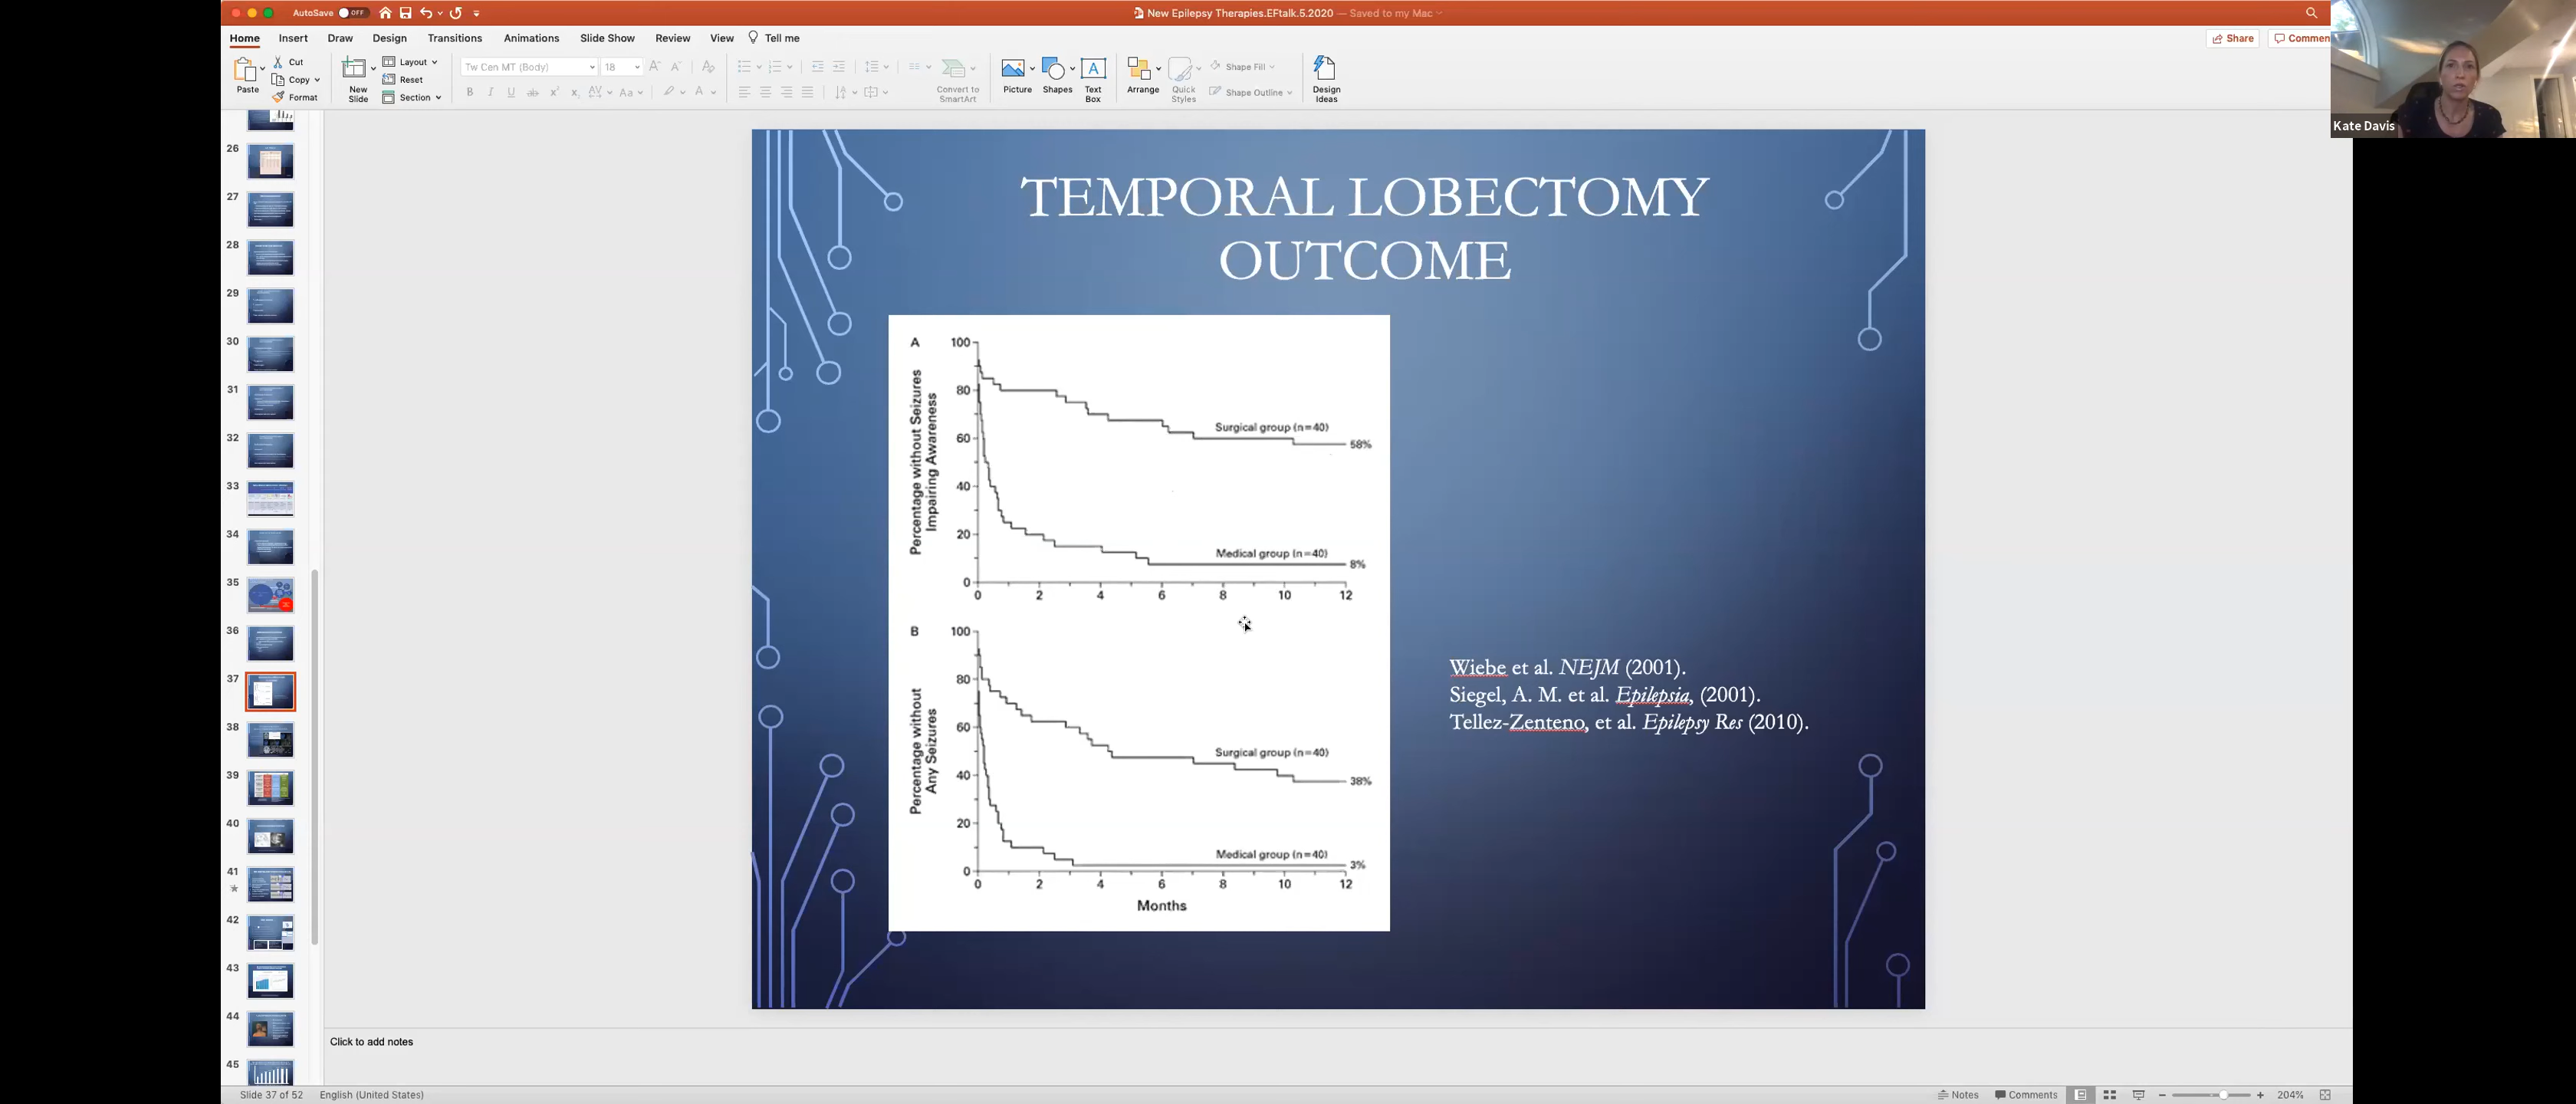 AutoSave OFF
New Epilepsy Therapies.EFtalk.5.2020 — Saved to my Mac
Home Insert Draw Design Transitions Animations Slide Show Review View Tell me
Share Commen
Paste
Cut
Copy
Format
New Slide
Layout
Reset
Section
Tw Cen MT (Body) 18
Convert to SmartArt
Picture
Shapes
Text Box
Arrange
Quick Styles
Shape Fill
Shape Outline
Design Ideas
Kate Davis
26
27
28
29
30
31
32
33
34
35
36
37
38
39
40
41
42
43
44
45
TEMPORAL LOBECTOMY
OUTCOME
A
Percentage without Seizures
Impairing Awareness
100
80
60
40
20
0
Surgical group (n=40)
58%
Medical group (n=40)
8%
0 2 4 6 8 10 12
B
Percentage without
Any Seizures
100
80
60
40
20
0
Surgical group (n=40)
38%
Medical group (n=40)
3%
0 2 4 6 8 10 12
Months
Wiebe et al. NEJM (2001).
Siegel, A. M. et al. Epilepsia, (2001).
Tellez-Zenteno, et al. Epilepsy Res (2010).
Click to add notes
Slide 37 of 52 English (United States)
Notes Comments 204%